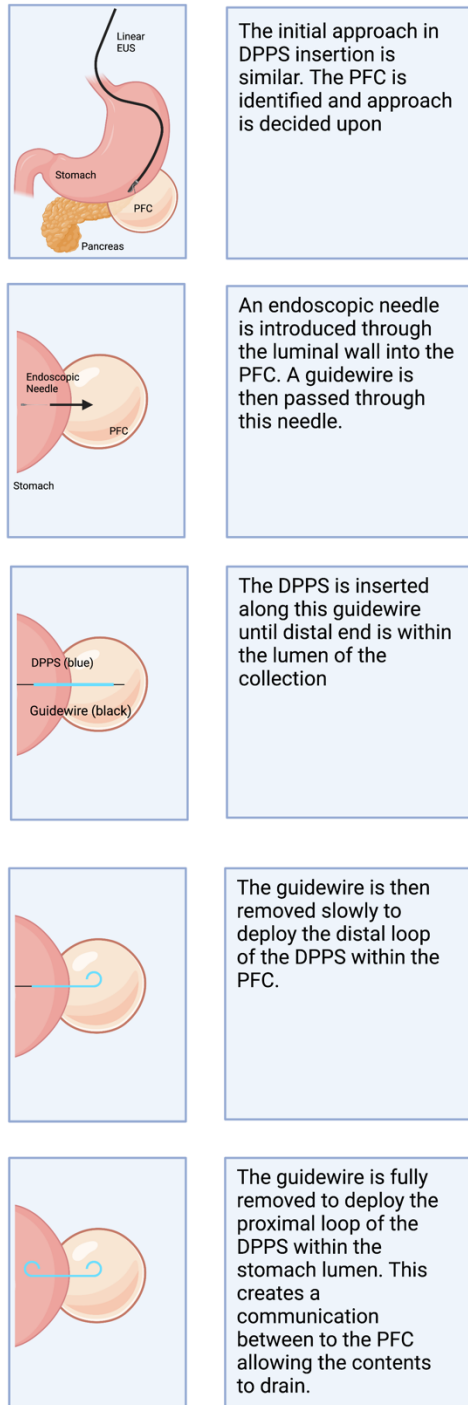 Linear
EUS
Stomach
PFC
Pancreas
The initial approach in
DPPS insertion is
similar. The PFC is
identified and approach
is decided upon
Endoscopic
Needle
PFC
Stomach
An endoscopic needle
is introduced through
the luminal wall into the
PFC. A guidewire is
then passed through
this needle.
DPPS (blue)
Guidewire (black)
The DPPS is inserted
along this guidewire
until distal end is within
the lumen of the
collection
The guidewire is then
removed slowly to
deploy the distal loop
of the DPPS within the
PFC.
The guidewire is fully
removed to deploy the
proximal loop of the
DPPS within the
stomach lumen. This
creates a
communication
between to the PFC
allowing the contents
to drain.